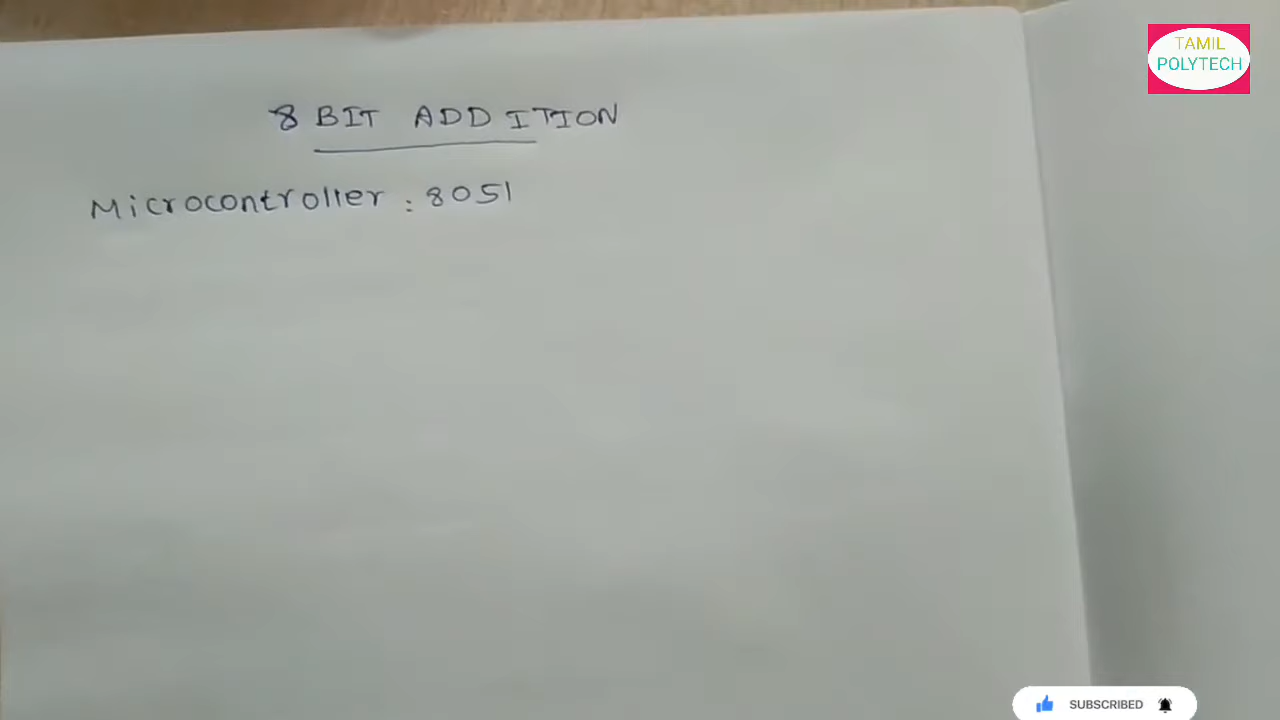 TAMIL
POLYTECH
8 BIT ADDITION
Microcontroller : 8051
SUBSCRIBED